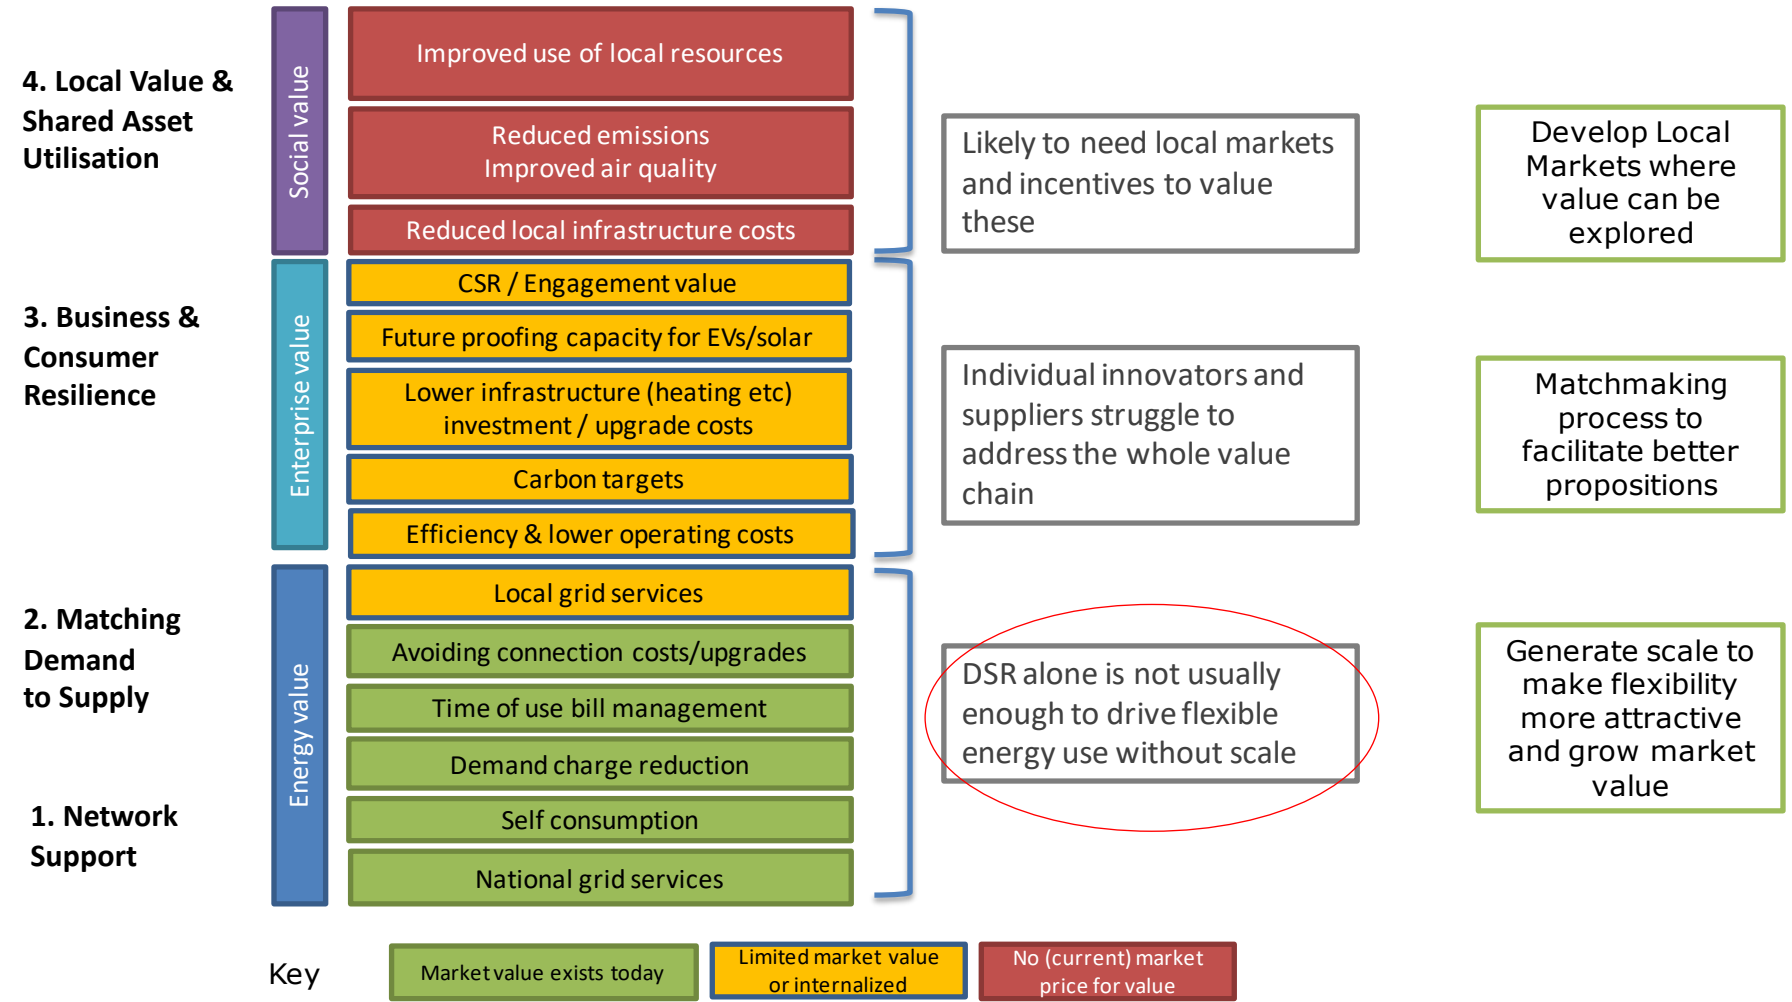 4. Local Value &
Shared Asset
Utilisation
Social value
Improved use of local resources
Reduced emissions
Improved air quality
Reduced local infrastructure costs
Likely to need local markets
and incentives to value
these
Develop Local
Markets where
value can be
explored
3. Business &
Consumer
Resilience
Enterprise value
CSR / Engagement value
Future proofing capacity for EVs/solar
Lower infrastructure (heating etc)
investment / upgrade costs
Carbon targets
Efficiency & lower operating costs
Individual innovators and
suppliers struggle to
address the whole value
chain
Matchmaking
process to
facilitate better
propositions
2. Matching
Demand
to Supply
1. Network
Support
Energy value
Local grid services
Avoiding connection costs/upgrades
Time of use bill management
Demand charge reduction
Self consumption
National grid services
DSR alone is not usually
enough to drive flexible
energy use without scale
Generate scale to
make flexibility
more attractive
and grow market
value
Key
Market value exists today
Limited market value
or internalized
No (current) market
price for value